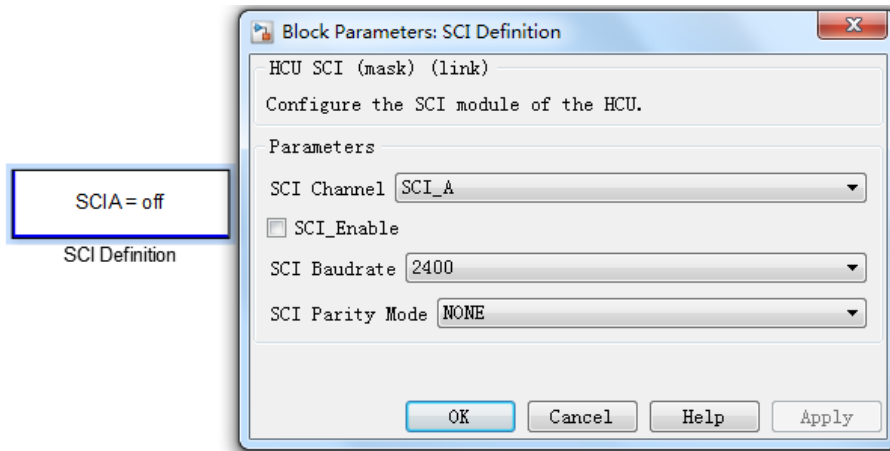 Block Parameters: SCI Definition
HCU SCI (mask) (link)
Configure the SCI module of the HCU.
Parameters
SCI Channel SCI_A
SCIA = off
SCI_Enable
SCI Definition
SCI Baudrate 2400
SCI Parity Mode NONE
OK Cancel Help Apply